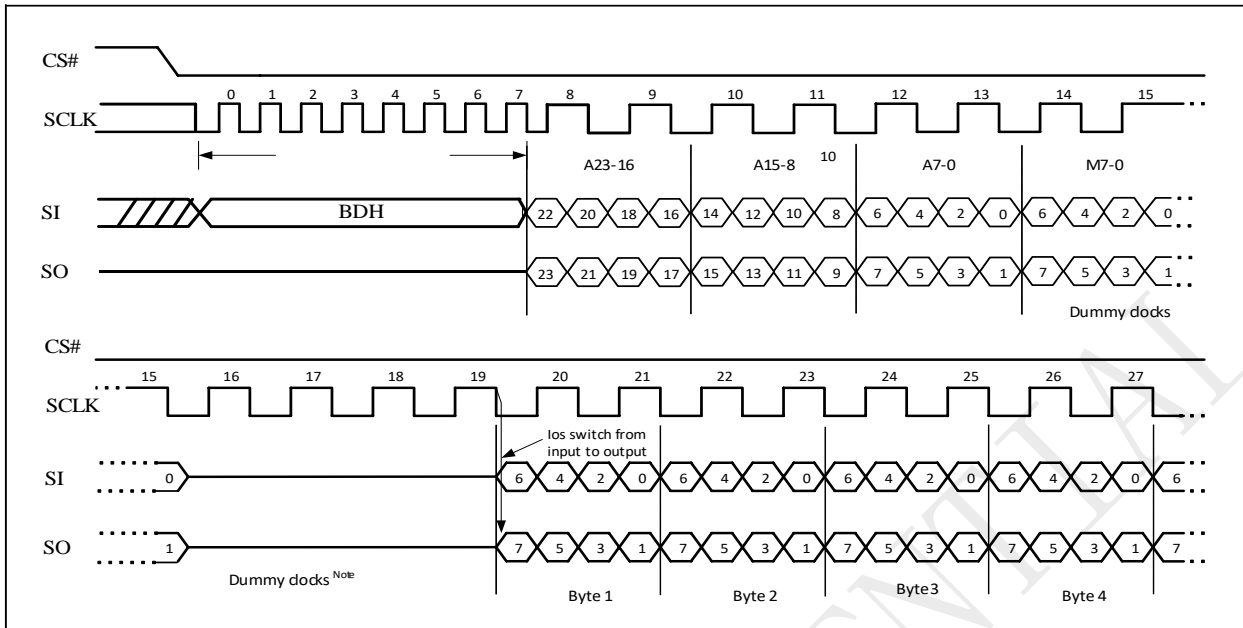 CS#
0 1 2 3 4 5 6 7 8 9 10 11 12 13 14 15
SCLK
A23-16 A15-8 10 A7-0 M7-0
SI BDH 22 20 18 16 14 12 10 8 6 4 2 0 6 4 2 0
SO 23 21 19 17 15 13 11 9 7 5 3 1 7 5 3 1
Dummy clocks
CS#
15 16 17 18 19 20 21 22 23 24 25 26 27
SCLK
Ios switch from
input to output
SI 0 6 4 2 0 6 4 2 0 6 4 2 0 6 4 2 0 6
SO 1 7 5 3 1 7 5 3 1 7 5 3 1 7 5 3 1 7
Dummy clocks Note
Byte 1 Byte 2 Byte3 Byte 4
ENTIAL